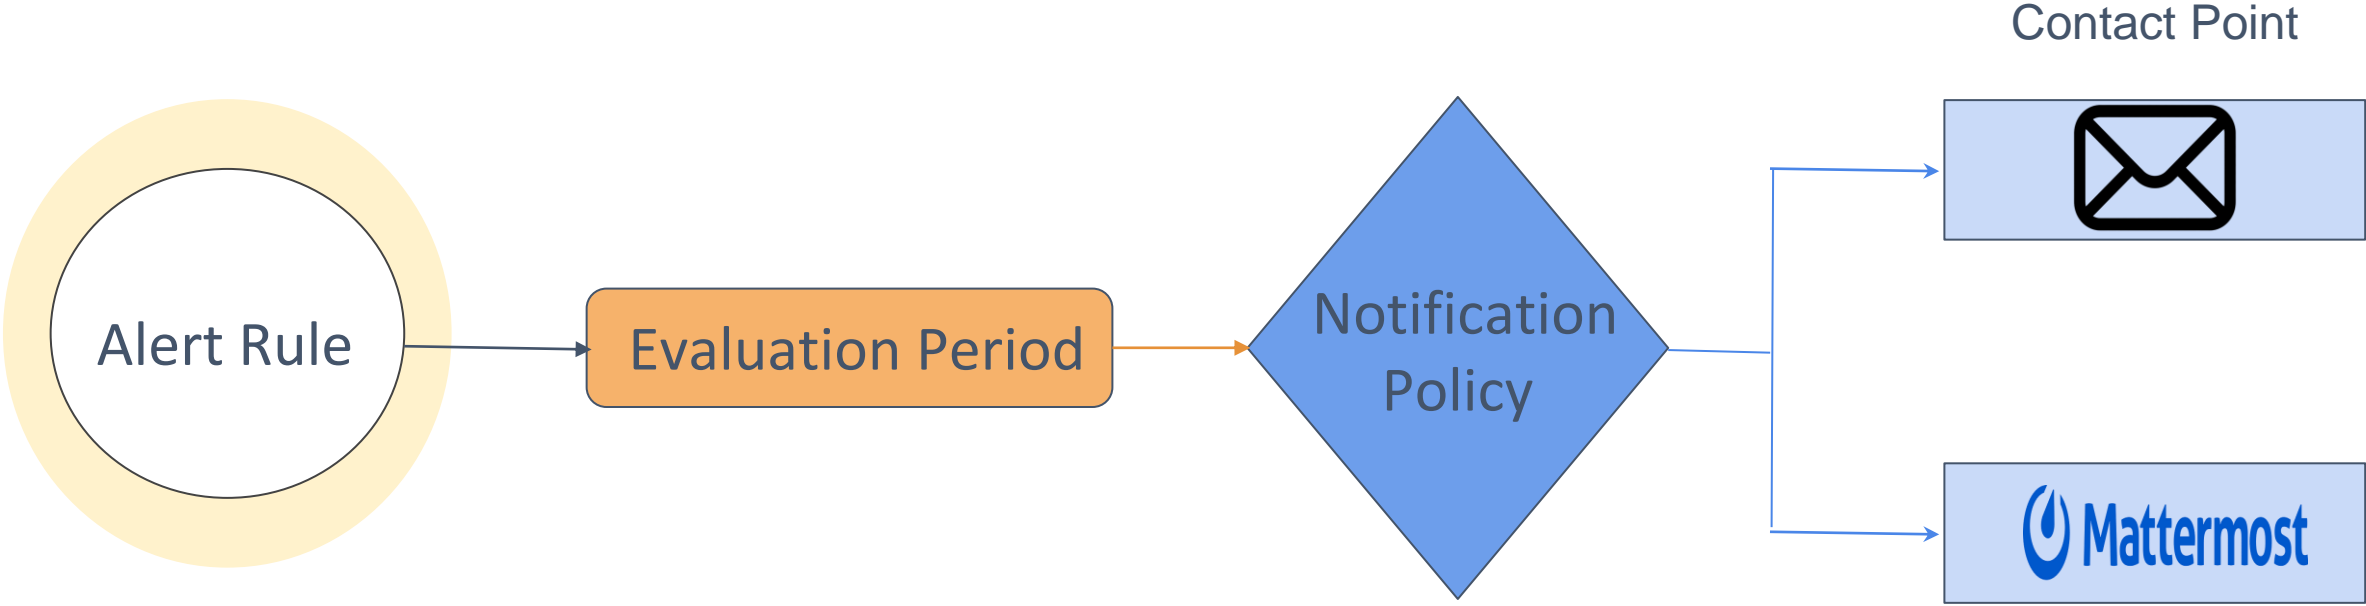 Contact Point
Alert Rule
Evaluation Period
Notification
Policy
Mattermost